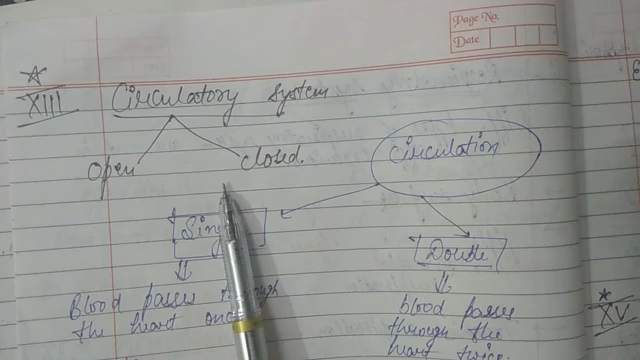 Page No.
Date
XIII Circulatory System
Open
closed.
Circulation
Double
Blood passes through
the heart once
blood passes
through the
heart twice
XV